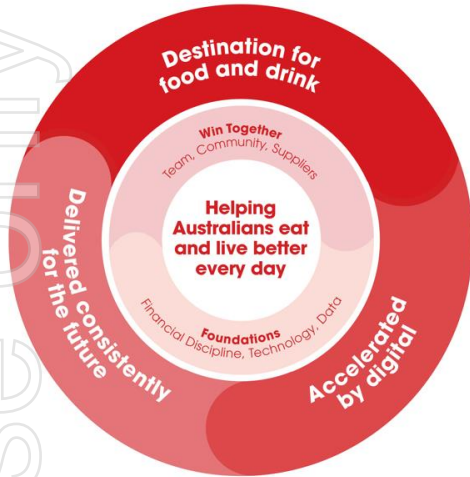 Destination for
food and drink
Win Together
Team, Community, Suppliers
Helping
Australians eat
and live better
every day
Foundations
Financial Discipline, Technology, Data
Delivered consistently
for the future
Accelerated
by digital